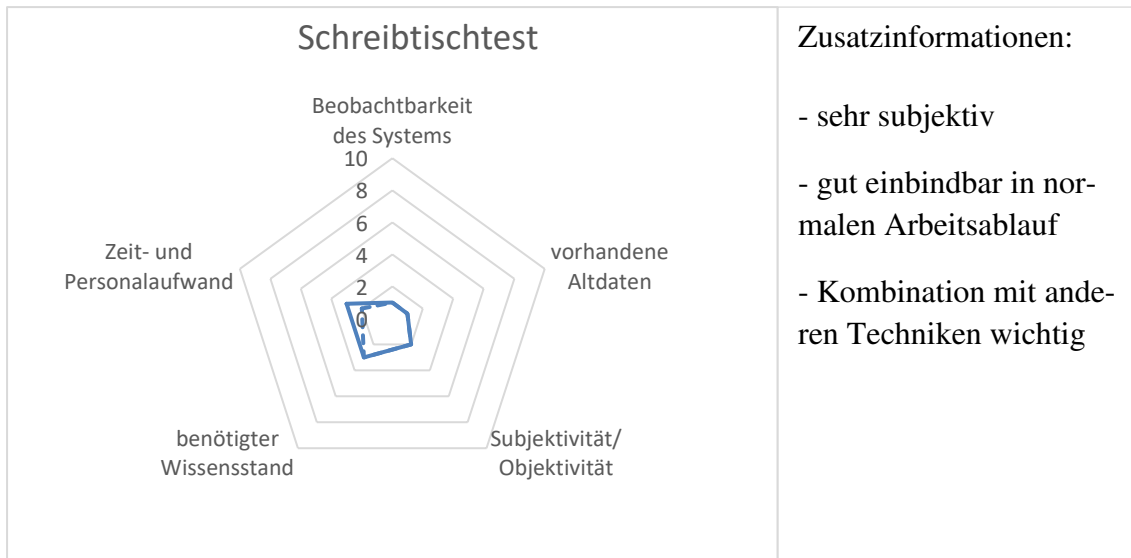 Schreibtischtest
Beobachtbarkeit
des Systems
10
8
6
4
2
0
vorhandene
Altdaten
Subjektivität/
Objektivität
benötigter
Wissensstand
Zeit- und
Personalaufwand
Zusatzinformationen:
- sehr subjektiv
- gut einbindbar in nor-
malen Arbeitsablauf
- Kombination mit ande-
ren Techniken wichtig